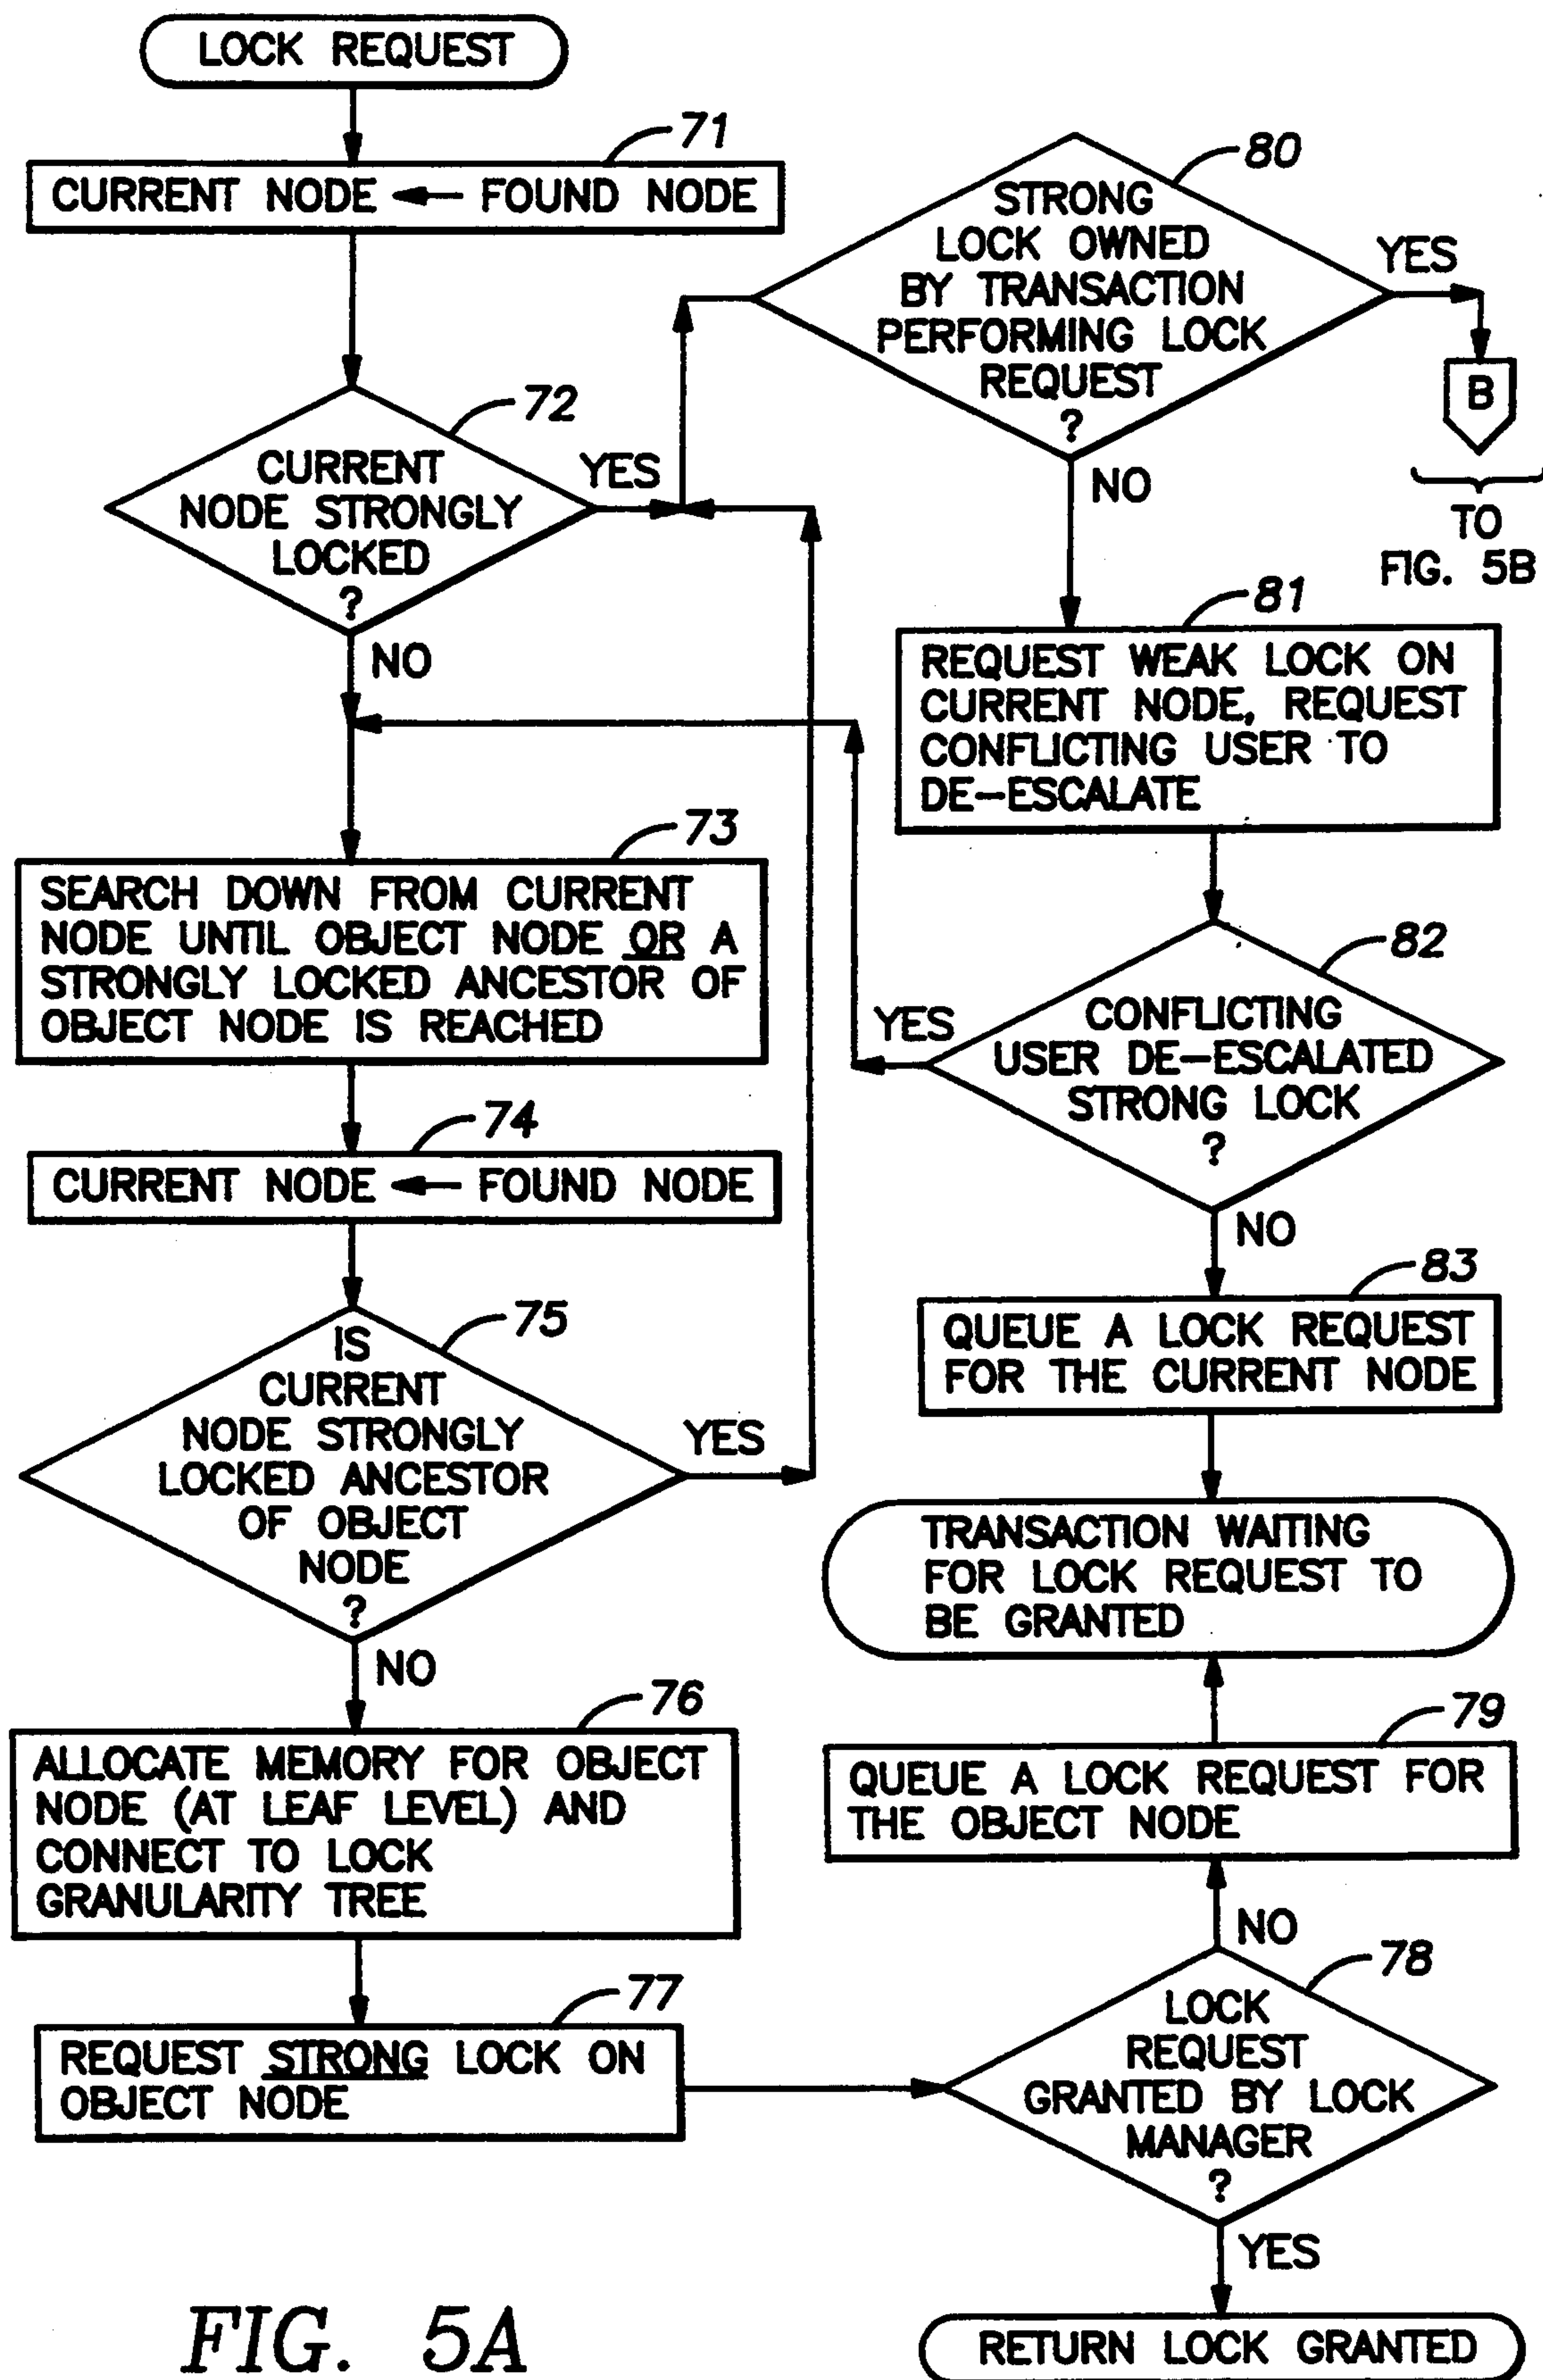 LOCK REQUEST
71
CURRENT NODE ← FOUND NODE
72
CURRENT
NODE STRONGLY
LOCKED
?
YES
NO
73
SEARCH DOWN FROM CURRENT
NODE UNTIL OBJECT NODE OR A
STRONGLY LOCKED ANCESTOR OF
OBJECT NODE IS REACHED
74
CURRENT NODE ← FOUND NODE
75
IS
CURRENT
NODE STRONGLY
LOCKED ANCESTOR
OF OBJECT
NODE
?
YES
NO
76
ALLOCATE MEMORY FOR OBJECT
NODE (AT LEAF LEVEL) AND
CONNECT TO LOCK
GRANULARITY TREE
77
REQUEST STRONG LOCK ON
OBJECT NODE
80
STRONG
LOCK OWNED
BY TRANSACTION
PERFORMING LOCK
REQUEST
?
YES
B
TO
FIG. 5B
NO
81
REQUEST WEAK LOCK ON
CURRENT NODE, REQUEST
CONFLICTING USER TO
DE-ESCALATE
82
CONFLICTING
USER DE-ESCALATED
STRONG LOCK
?
YES
NO
83
QUEUE A LOCK REQUEST
FOR THE CURRENT NODE
TRANSACTION WAITING
FOR LOCK REQUEST TO
BE GRANTED
79
QUEUE A LOCK REQUEST FOR
THE OBJECT NODE
NO
78
LOCK
REQUEST
GRANTED BY LOCK
MANAGER
?
YES
RETURN LOCK GRANTED
FIG. 5A